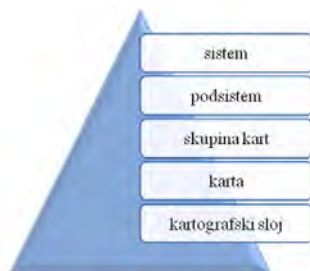 sistem
podsistem
skupina kart
karta
kartografski sloj